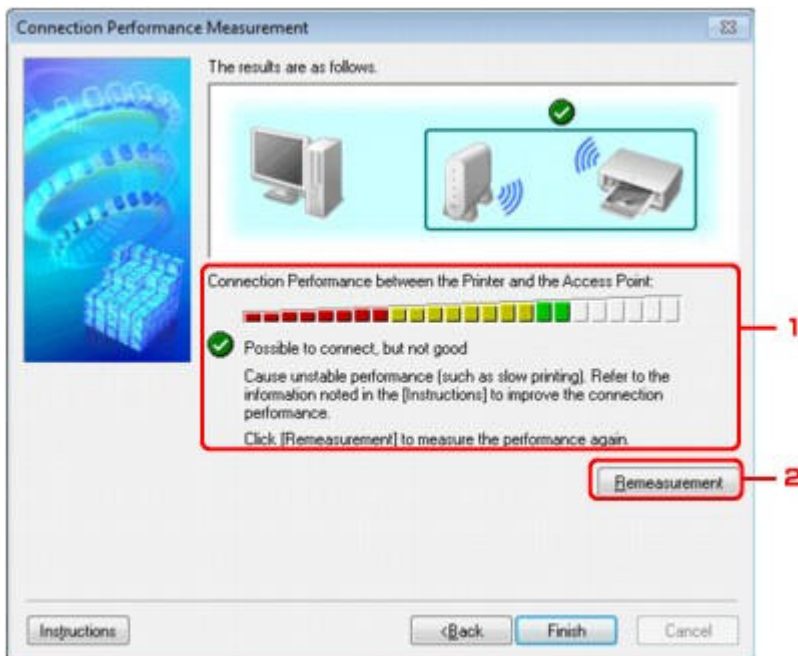 Connection Performance Measurement
The results are as follows.
Connection Performance between the Printer and the Access Point:
1
Possible to connect, but not good
Cause unstable performance (such as slow printing). Refer to the
information noted in the [Instructions] to improve the connection
performance.
Click [Remeasurement] to measure the performance again.
Remeasurement
2
Instructions
<Back
Finish
Cancel